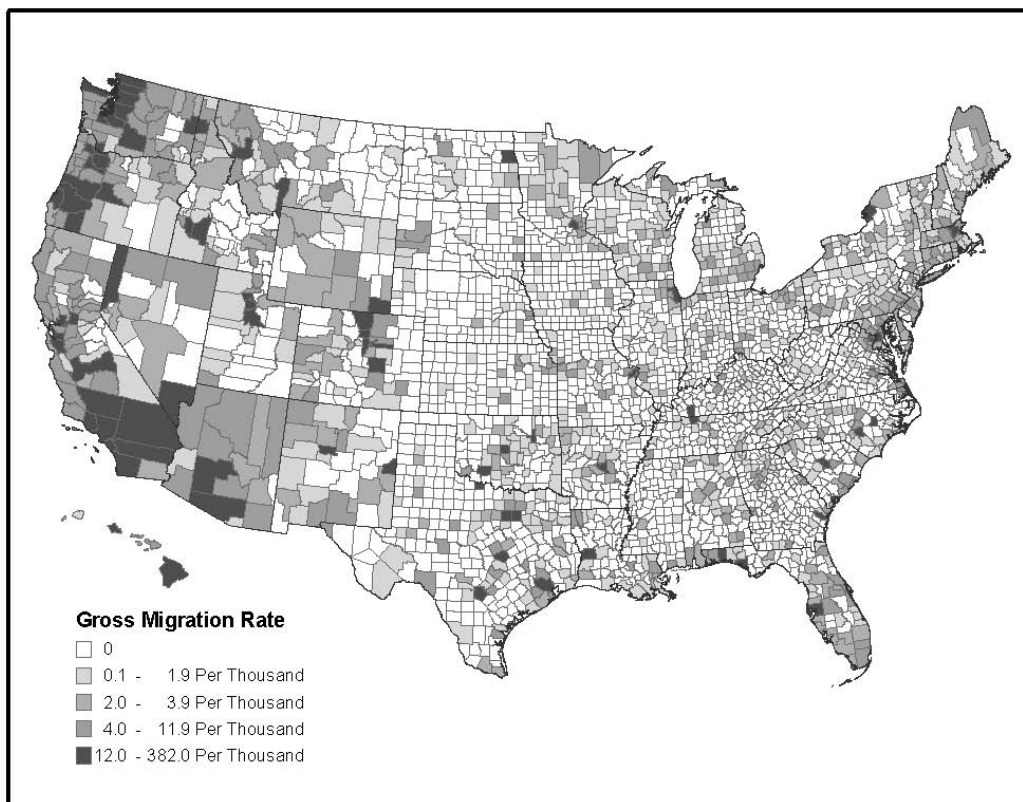 Gross Migration Rate
0
0.1 - 1.9 Per Thousand
2.0 - 3.9 Per Thousand
4.0 - 11.9 Per Thousand
12.0 - 382.0 Per Thousand